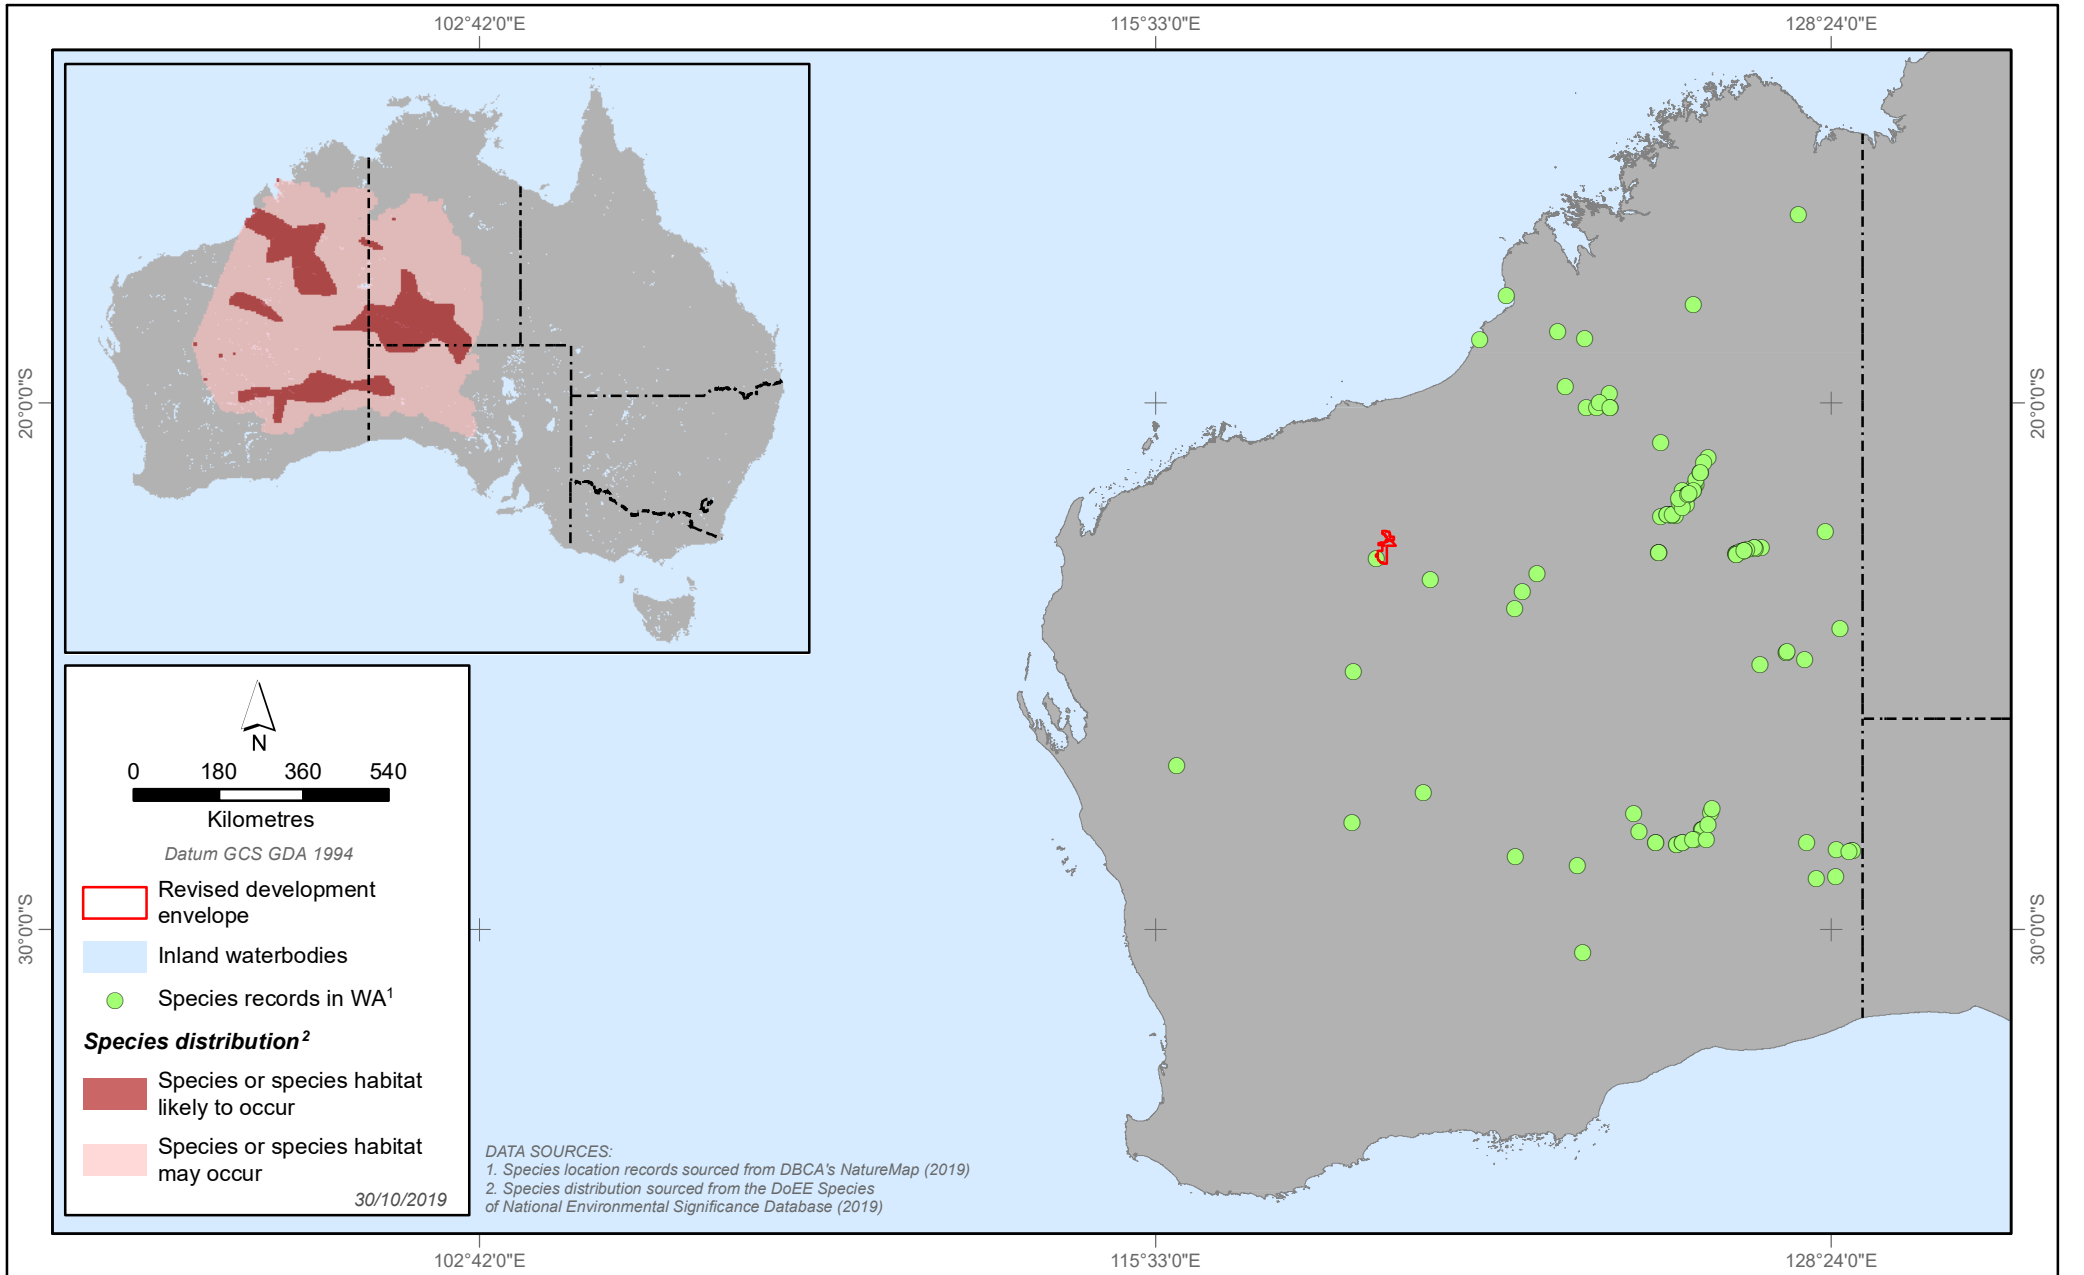 102°42'0"E
115°33'0"E
128°24'0"E
20°0'0"S
20°0'0"S
N
0 180 360 540
Kilometres
Datum GCS GDA 1994
Revised development
envelope
Inland waterbodies
Species records in WA1
Species distribution2
Species or species habitat
likely to occur
Species or species habitat
may occur
30/10/2019
30°0'0"S
30°0'0"S
DATA SOURCES:
1. Species location records sourced from DBCA's NatureMap (2019)
2. Species distribution sourced from the DoEE Species
of National Environmental Significance Database (2019)
102°42'0"E
115°33'0"E
128°24'0"E